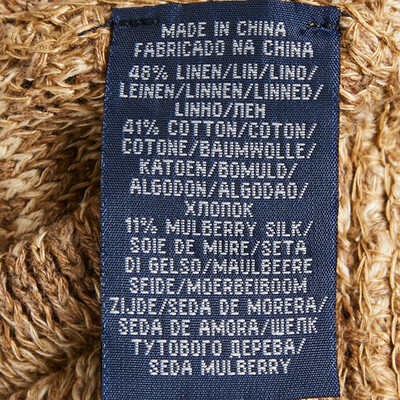 MADE IN CHINA
FABRICADO NA CHINA
48% LINEN/LIN/LINO/
LEINEN/LINNEN/LINNED/
LINHO/ЛЕН
41% COTTON/COTON/
COTONE/BAUMWOLLE/
KATOEN/BOMULD/
ALGODON/ALGODAO/
ХЛОПОК
11% MULBERRY SILK/
SOIE DE MURE/SETA
DI GELSO/MAULBEERE
SEIDE/MOERBEIBOOM
ZIJDE/SEDA DE MORERA/
SEDA DE AMORA/ШЕЛК
ТУТОВОГО ДЕРЕВА/
SEDA MULBERRY